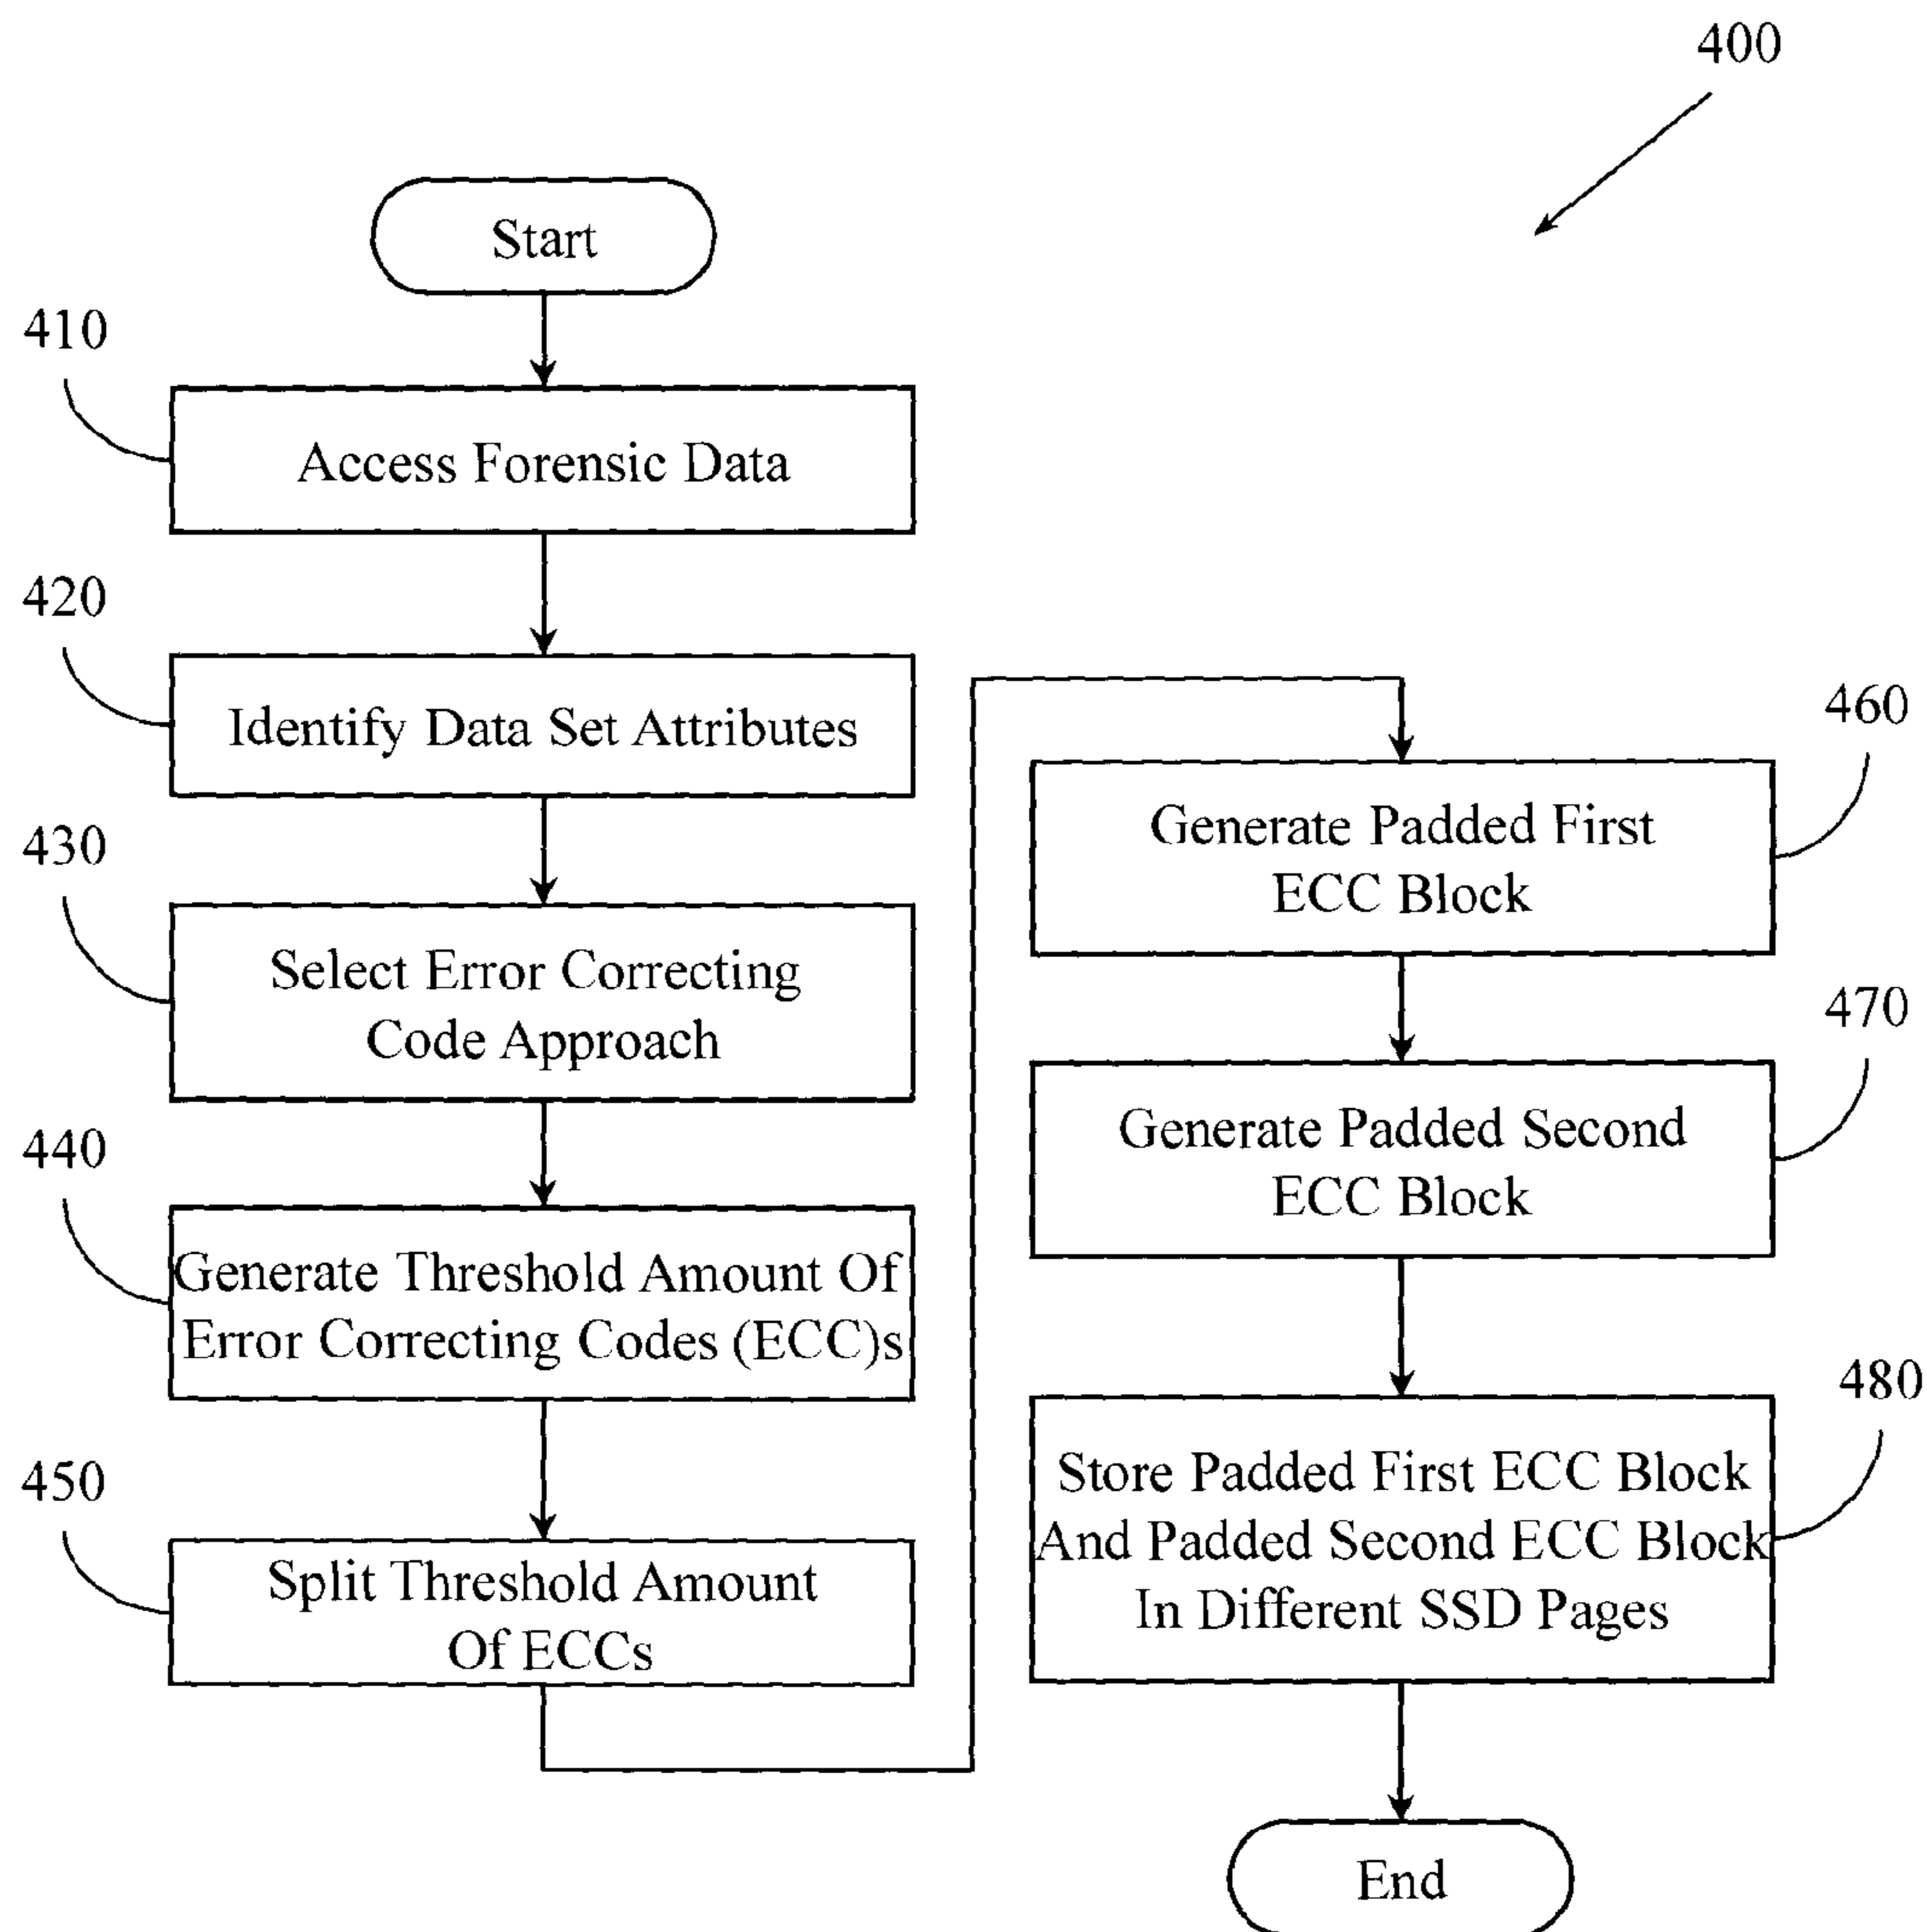 400
Start
410
Access Forensic Data
420
Identify Data Set Attributes
430
Select Error Correcting
Code Approach
440
Generate Threshold Amount Of
Error Correcting Codes (ECC)s
450
Split Threshold Amount
Of ECCs
460
Generate Padded First
ECC Block
470
Generate Padded Second
ECC Block
480
Store Padded First ECC Block
And Padded Second ECC Block
In Different SSD Pages
End